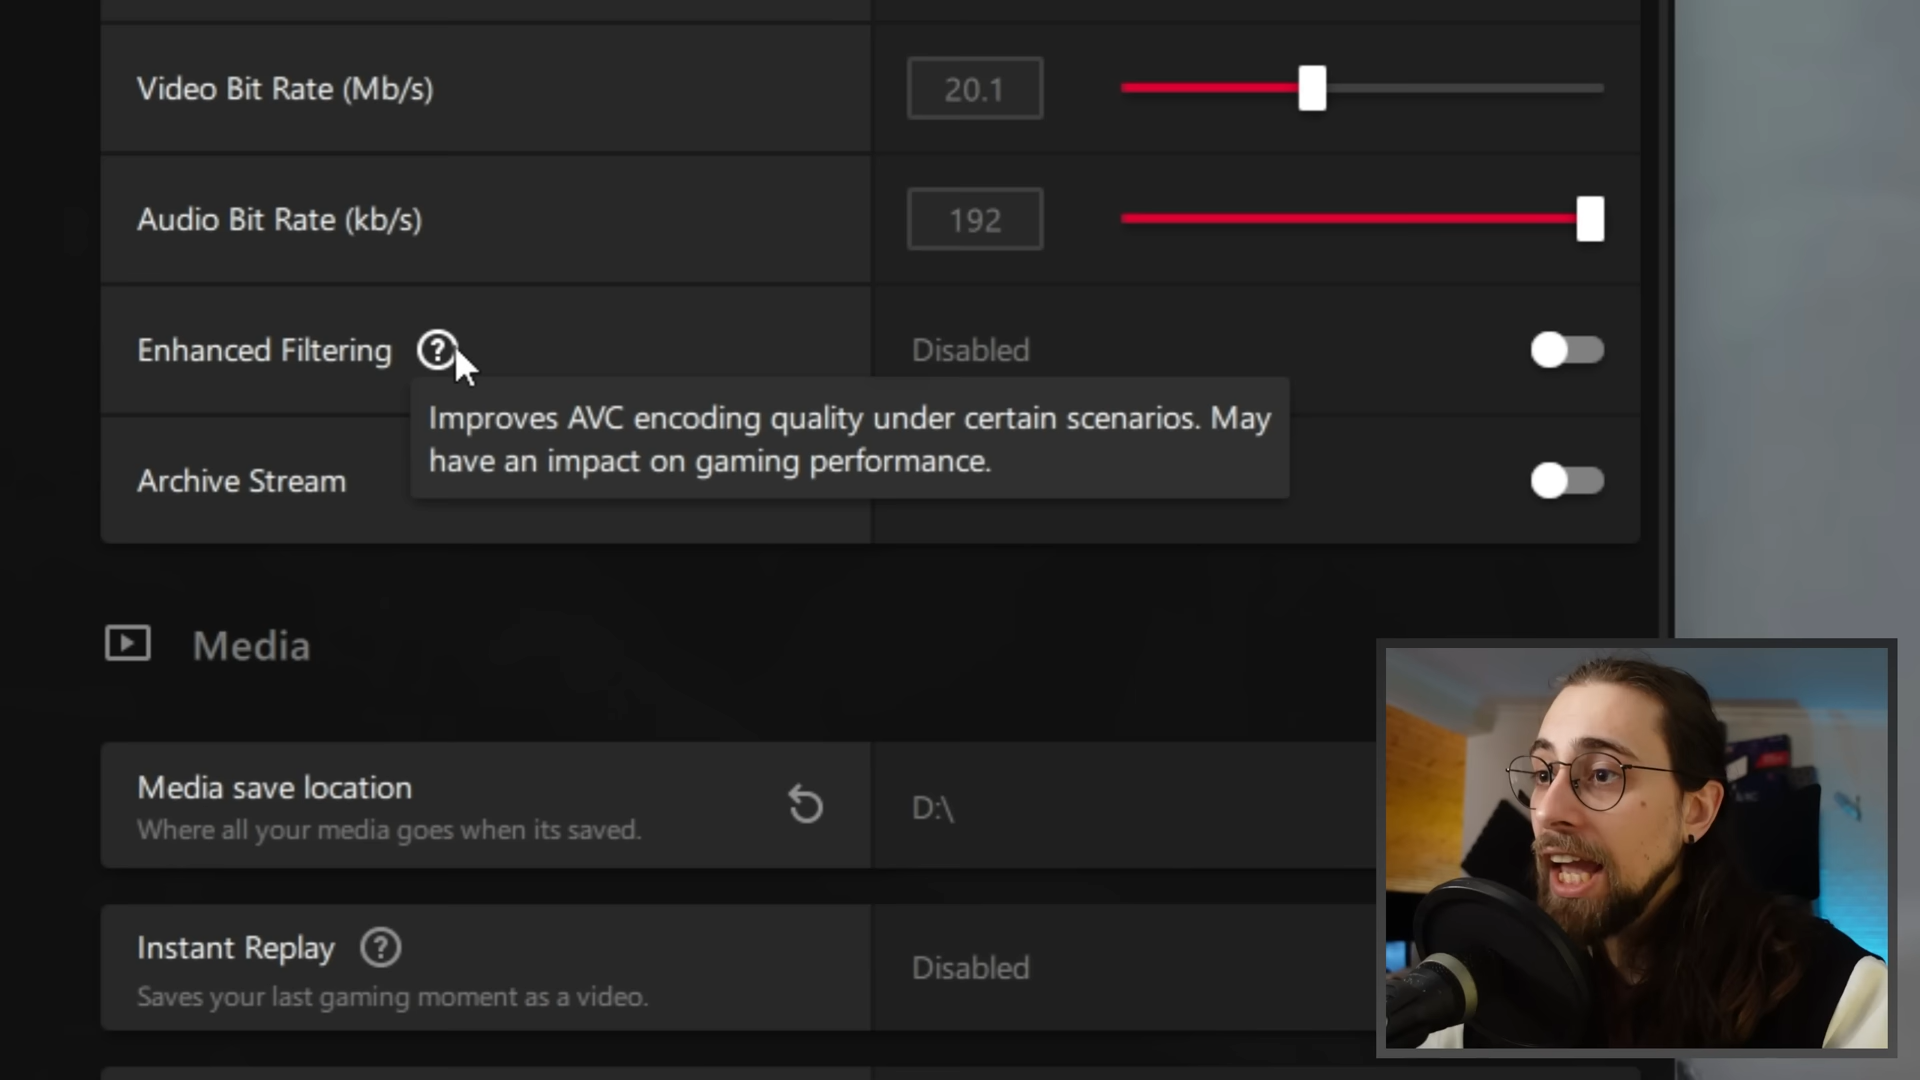 Video Bit Rate (Mb/s)
20.1
Audio Bit Rate (kb/s)
192
Enhanced Filtering
Disabled
Improves AVC encoding quality under certain scenarios. May
have an impact on gaming performance.
Archive Stream
Media
Media save location
Where all your media goes when its saved.
D:\
Instant Replay
Saves your last gaming moment as a video.
Disabled